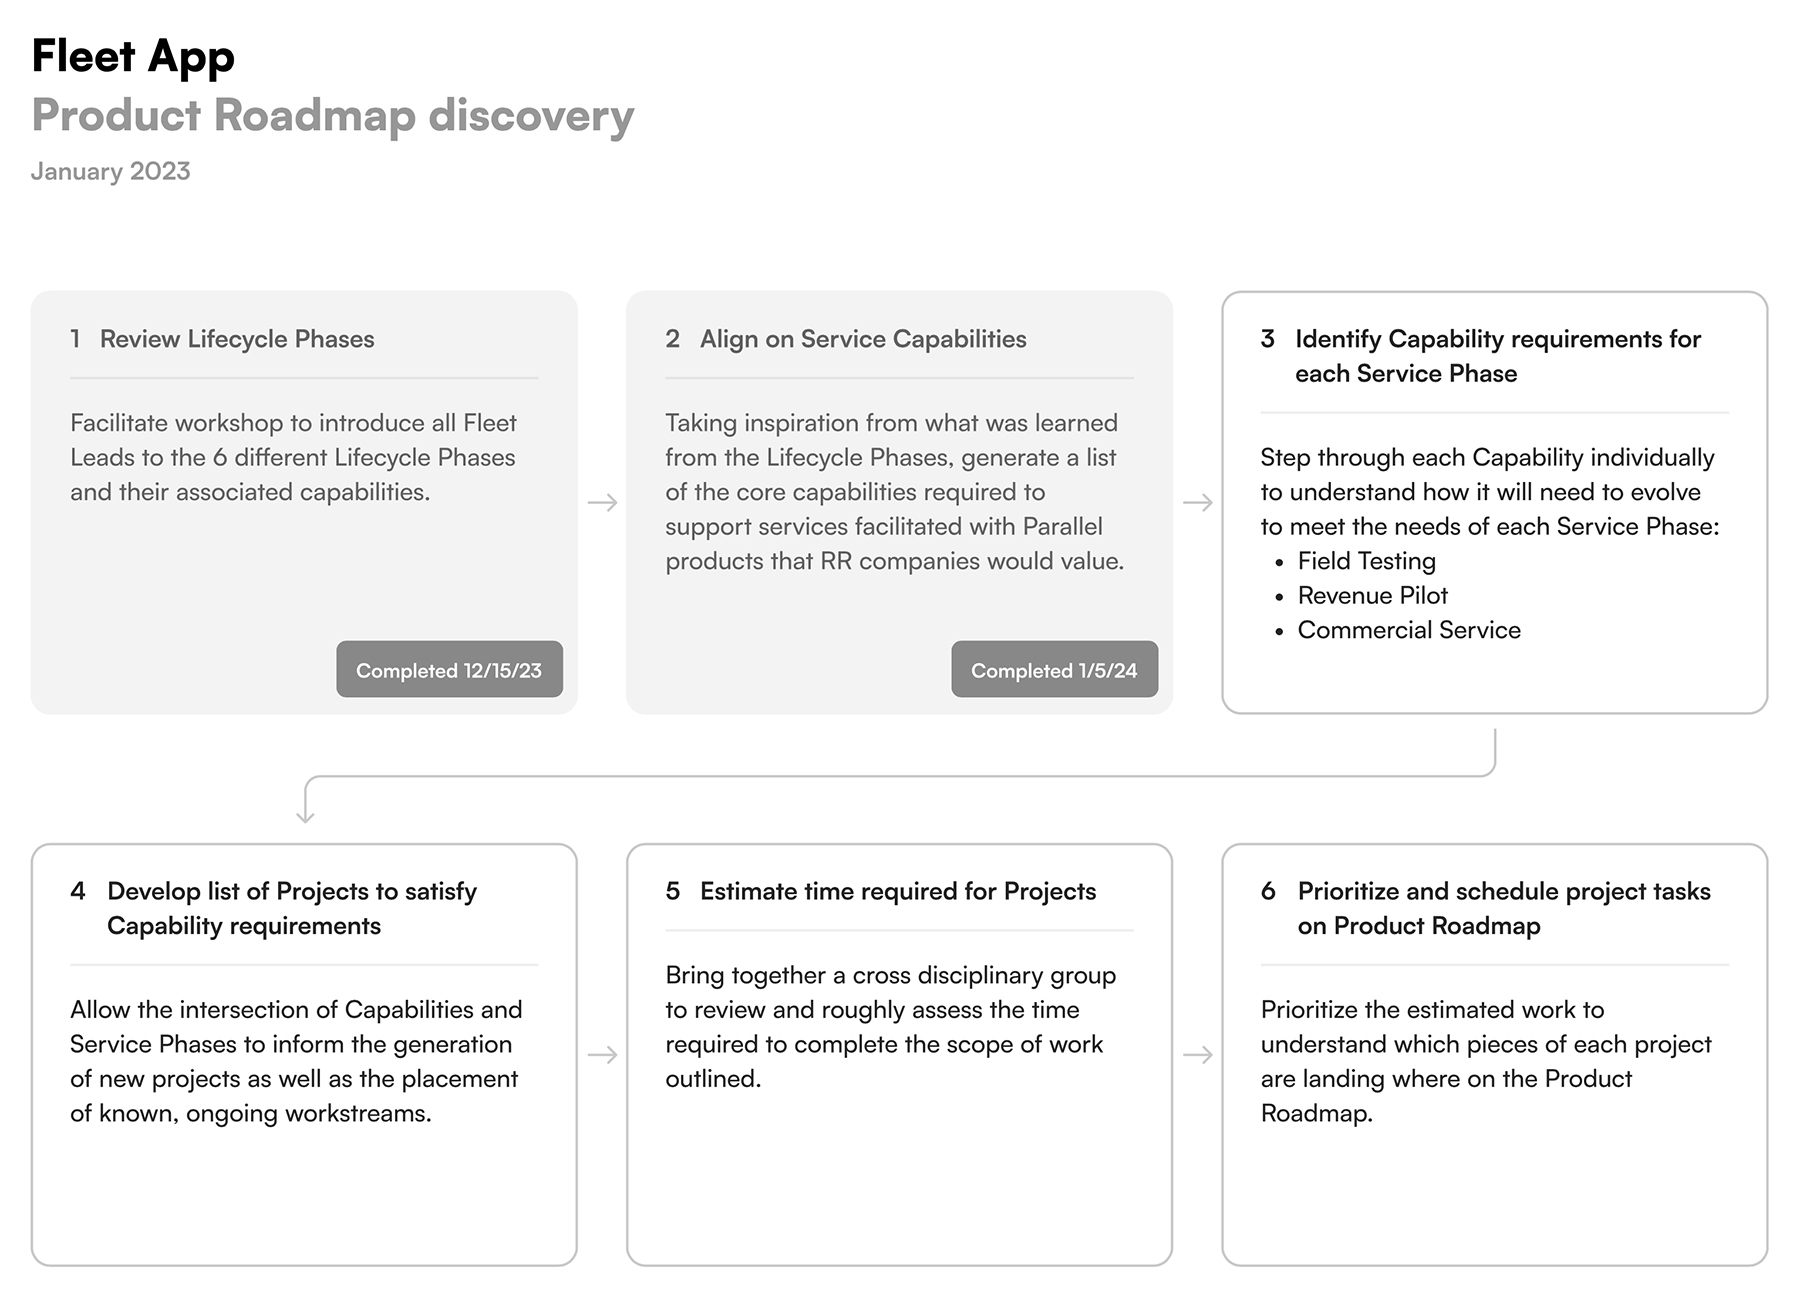 Fleet App
Product Roadmap discovery
January 2023
1 Review Lifecycle Phases
Facilitate workshop to introduce all Fleet
Leads to the 6 different Lifecycle Phases
and their associated capabilities.
Completed 12/15/23
2 Align on Service Capabilities
Taking inspiration from what was learned
from the Lifecycle Phases, generate a list
of the core capabilities required to
support services facilitated with Parallel
products that RR companies would value.
Completed 1/5/24
3 Identify Capability requirements for
each Service Phase
Step through each Capability individually
to understand how it will need to evolve
to meet the needs of each Service Phase:
• Field Testing
• Revenue Pilot
• Commercial Service
4 Develop list of Projects to satisfy
Capability requirements
Allow the intersection of Capabilities and
Service Phases to inform the generation
of new projects as well as the placement
of known, ongoing workstreams.
5 Estimate time required for Projects
Bring together a cross disciplinary group
to review and roughly assess the time
required to complete the scope of work
outlined.
6 Prioritize and schedule project tasks
on Product Roadmap
Prioritize the estimated work to
understand which pieces of each project
are landing where on the Product
Roadmap.